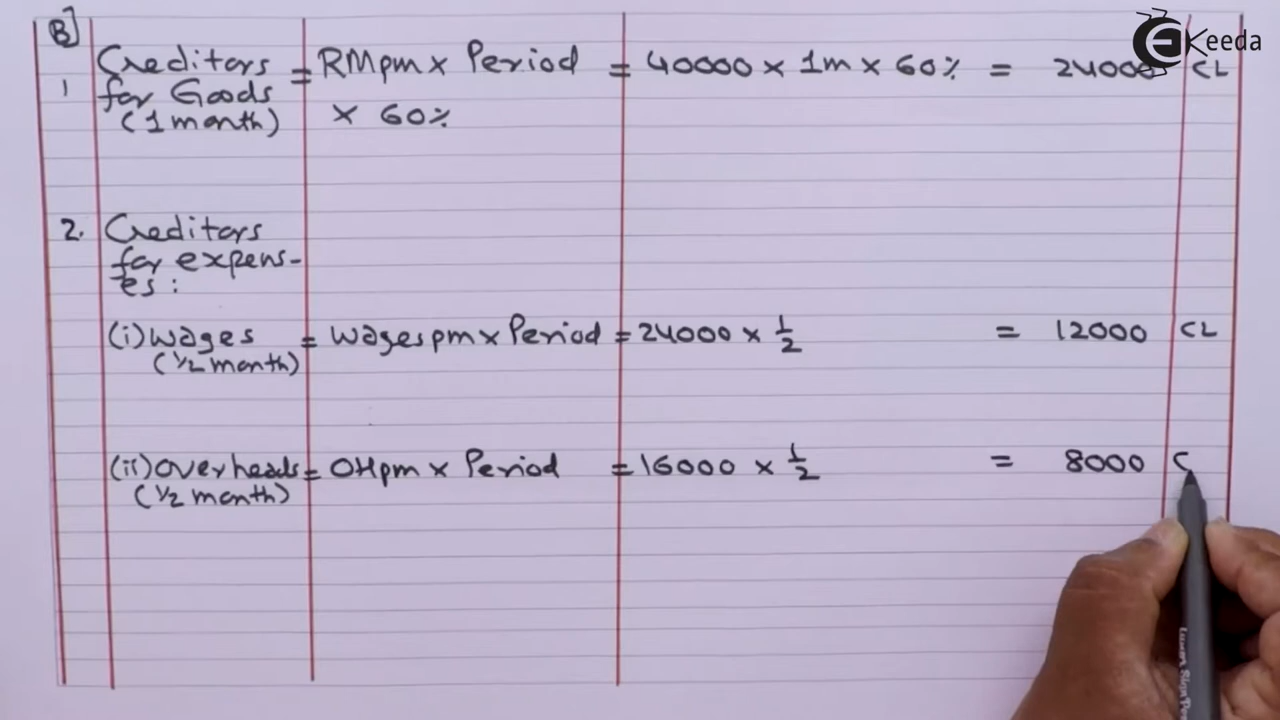 B]
1 Creditors = RMpm x Period = 40000 x 1m x 60% = 24000 CL
for Goods
(1 month) x 60%
2. Creditors
for expens-
es:
(i) Wages = Wages pm x Period = 24000 x 1/2 = 12000 CL
(1/2 month)
(ii) Overheads = OH pm x Period = 16000 x 1/2 = 8000 C
(1/2 month)
eKeeda